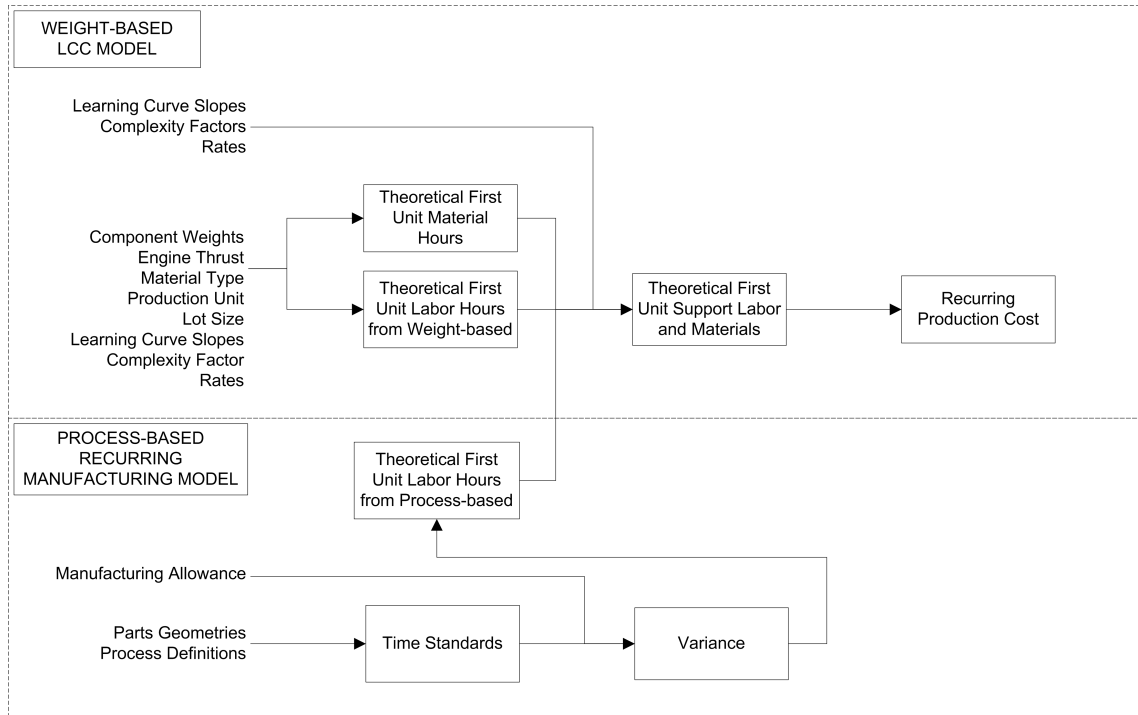 WEIGHT-BASED
LCC MODEL
Learning Curve Slopes
Complexity Factors
Rates
Theoretical First
Unit Material
Hours
Component Weights
Engine Thrust
Material Type
Production Unit
Lot Size
Learning Curve Slopes
Complexity Factor
Rates
Theoretical First
Unit Labor Hours
from Weight-based
Theoretical First
Unit Support Labor
and Materials
Recurring
Production Cost
PROCESS-BASED
RECURRING
MANUFACTURING MODEL
Theoretical First
Unit Labor Hours
from Process-based
Manufacturing Allowance
Parts Geometries
Process Definitions
Time Standards
Variance